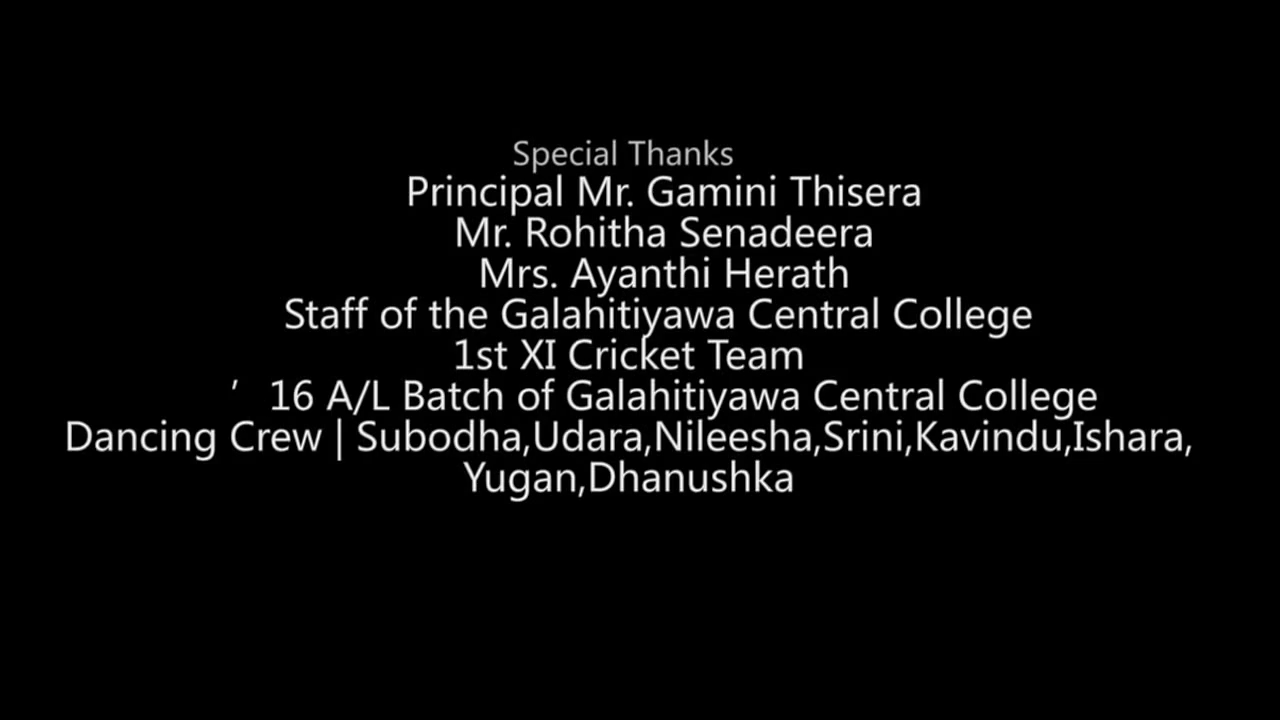 Special Thanks
Principal Mr. Gamini Thisera
Mr. Rohitha Senadeera
Mrs. Ayanthi Herath
Staff of the Galahitiyawa Central College
1st XI Cricket Team
' 16 A/L Batch of Galahitiyawa Central College
Dancing Crew | Subodha,Udara,Nileesha,Srini,Kavindu,Ishara,
Yugan,Dhanushka